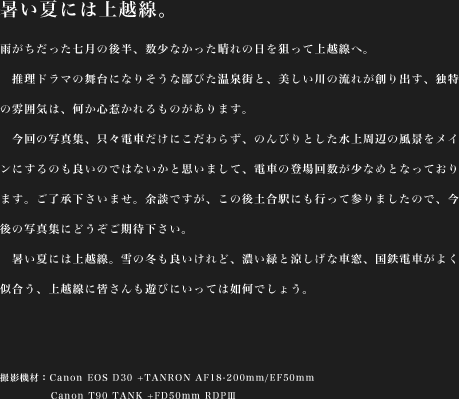 暑い夏には上越線。
雨がちだった七月の後半、数少なかった晴れの日を狙って上越線へ。
　推理ドラマの舞台になりそうな鄙びた温泉街と、美しい川の流れが創り出す、独特
の雰囲気は、何か心惹かれるものがあります。
　今回の写真集、只々電車だけにこだわらず、のんびりとした水上周辺の風景をメイ
ンにするのも良いのではないかと思いまして、電車の登場回数が少なめとなっており
ます。ご了承下さいませ。余談ですが、この後土合駅にも行って参りましたので、今
後の写真集にどうぞご期待下さい。
　暑い夏には上越線。雪の冬も良いけれど、濃い緑と涼しげな車窓、国鉄電車がよく
似合う、上越線に皆さんも遊びにいっては如何でしょう。
撮影機材：Canon EOS D30 +TANRON AF18-200mm/EF50mm
Canon T90 TANK +FD50mm RDPⅢ